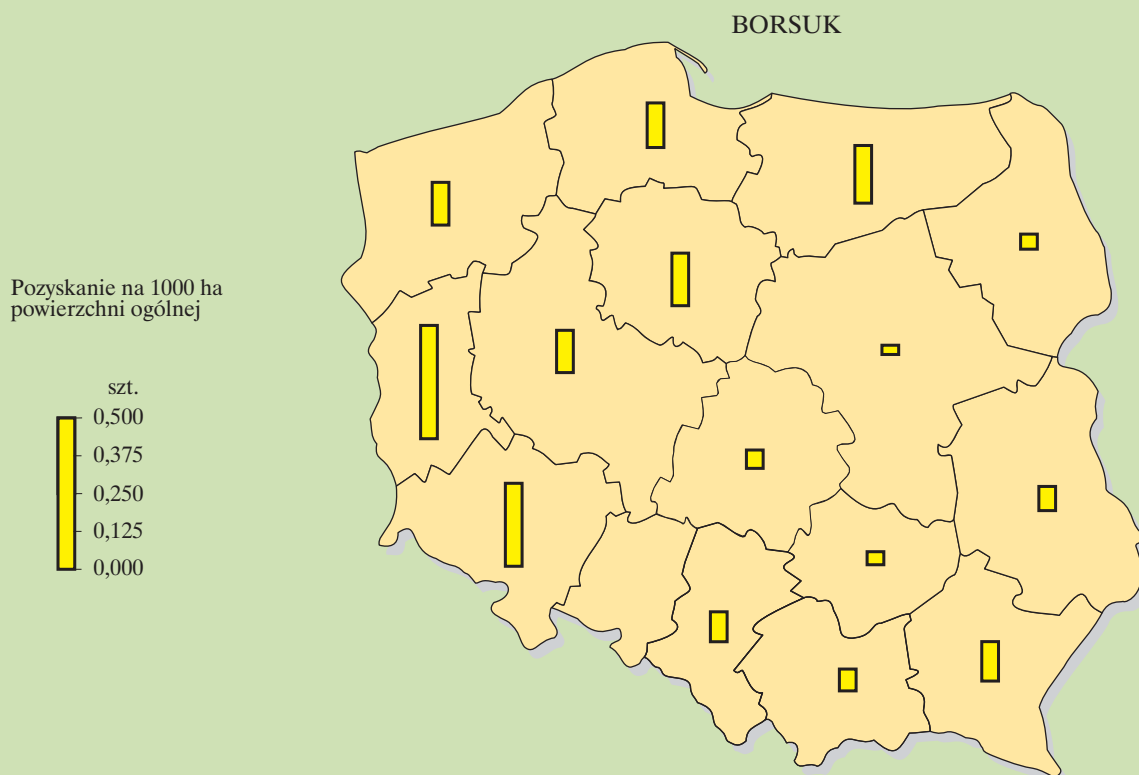 BORSUK
Pozyskanie na 1000 ha
powierzchni ogólnej
szt.
0,500
0,375
0,250
0,125
0,000